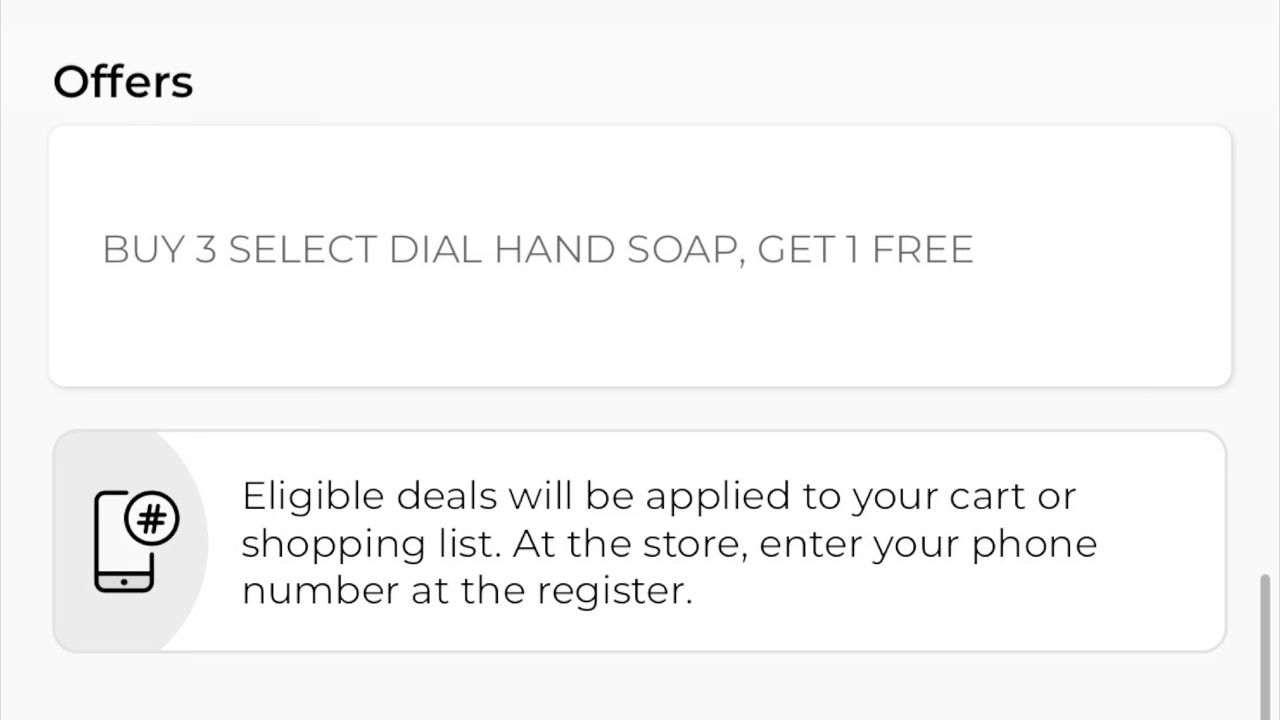 Offers
BUY 3 SELECT DIAL HAND SOAP, GET 1 FREE
#
Eligible deals will be applied to your cart or
shopping list. At the store, enter your phone
number at the register.